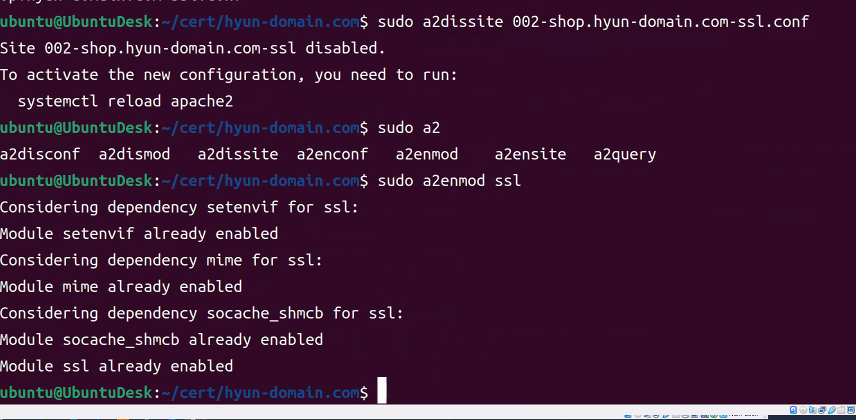 ubuntu@UbuntuDesk:~/cert/hyun-domain.com$ sudo a2dissite 002-shop.hyun-domain.com-ssl.conf
Site 002-shop.hyun-domain.com-ssl disabled.
To activate the new configuration, you need to run:
  systemctl reload apache2
ubuntu@UbuntuDesk:~/cert/hyun-domain.com$ sudo a2
a2disconf  a2dismod   a2dissite  a2enconf   a2enmod    a2ensite   a2query
ubuntu@UbuntuDesk:~/cert/hyun-domain.com$ sudo a2enmod ssl
Considering dependency setenvif for ssl:
Module setenvif already enabled
Considering dependency mime for ssl:
Module mime already enabled
Considering dependency socache_shmcb for ssl:
Module socache_shmcb already enabled
Module ssl already enabled
ubuntu@UbuntuDesk:~/cert/hyun-domain.com$